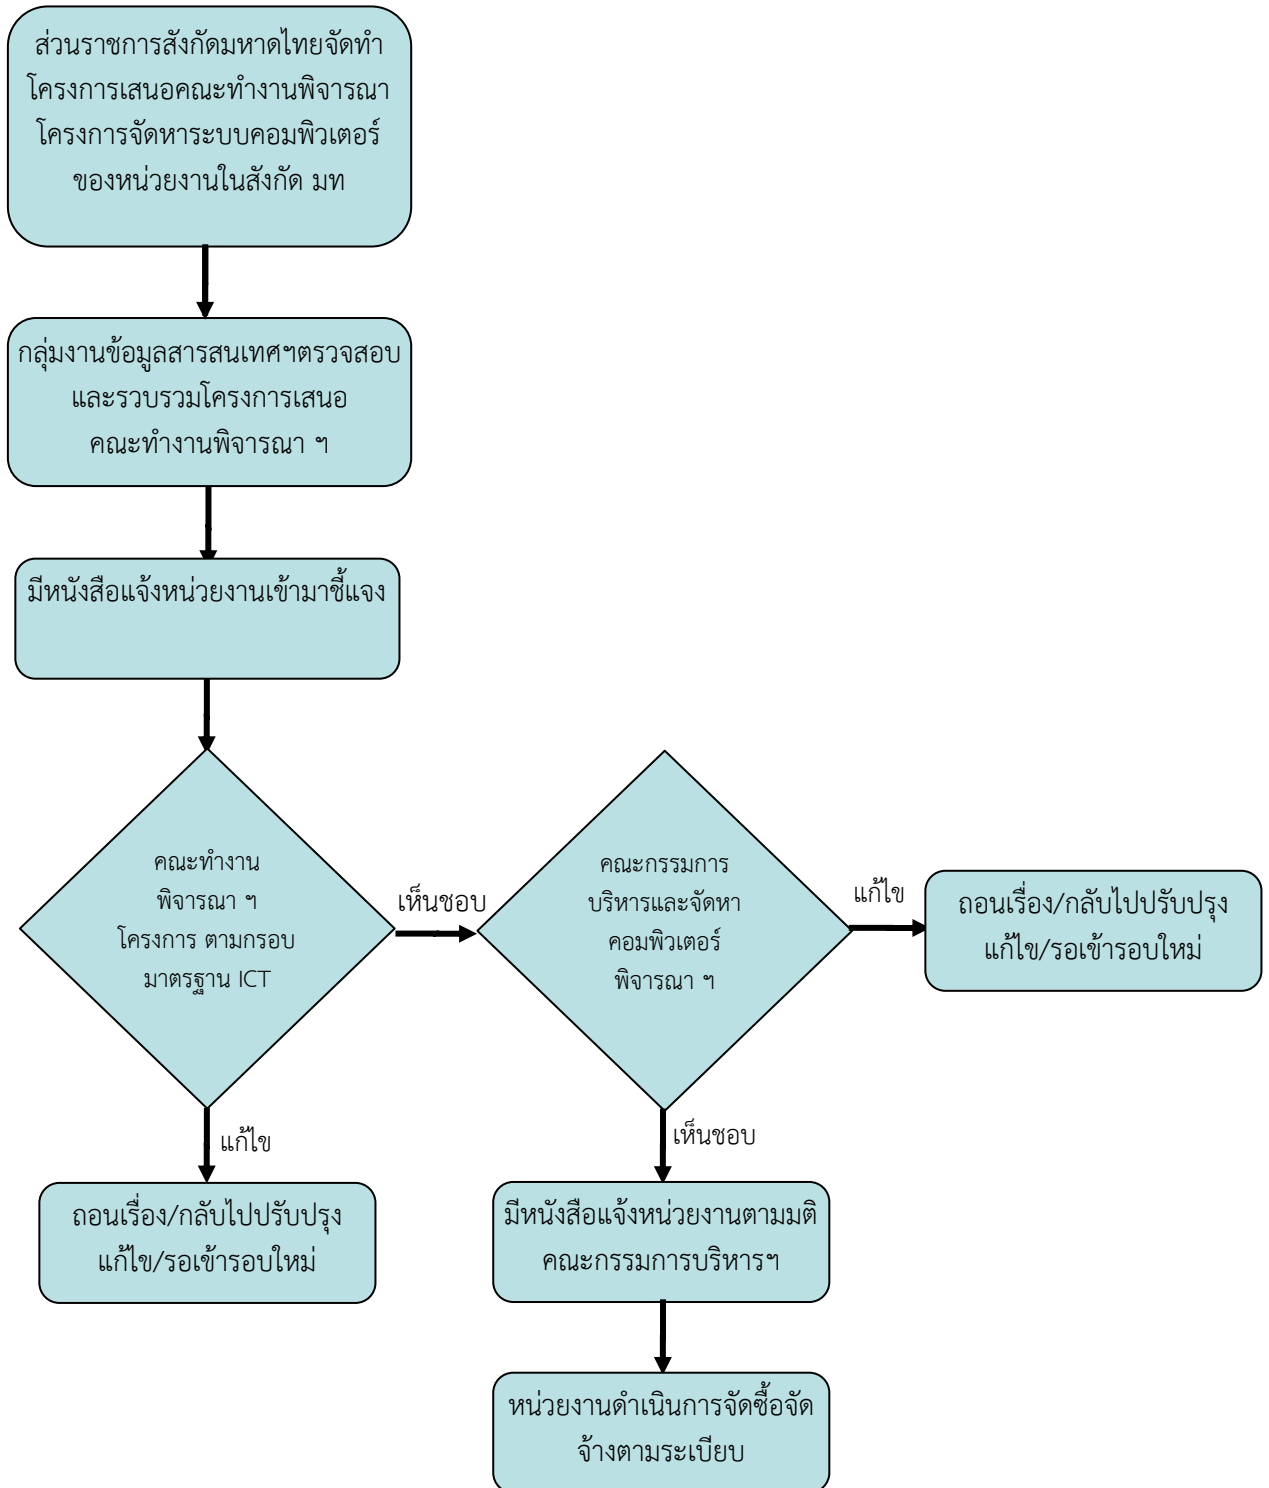 ส่วนราชการสังกัดมหาดไทยจัดทำ
โครงการเสนอคณะทำงานพิจารณา
โครงการจัดหาระบบคอมพิวเตอร์
ของหน่วยงานในสังกัด มท
กลุ่มงานข้อมูลสารสนเทศฯตรวจสอบ
และรวบรวมโครงการเสนอ
คณะทำงานพิจารณา ฯ
มีหนังสือแจ้งหน่วยงานเข้ามาชี้แจง
คณะทำงาน
พิจารณา ฯ
โครงการ ตามกรอบ
มาตรฐาน ICT
เห็นชอบ
คณะกรรมการ
บริหารและจัดหา
คอมพิวเตอร์
พิจารณา ฯ
แก้ไข
ถอนเรื่อง/กลับไปปรับปรุง
แก้ไข/รอเข้ารอบใหม่
แก้ไข
ถอนเรื่อง/กลับไปปรับปรุง
แก้ไข/รอเข้ารอบใหม่
เห็นชอบ
มีหนังสือแจ้งหน่วยงานตามมติ
คณะกรรมการบริหารฯ
หน่วยงานดำเนินการจัดซื้อจัด
จ้างตามระเบียบ